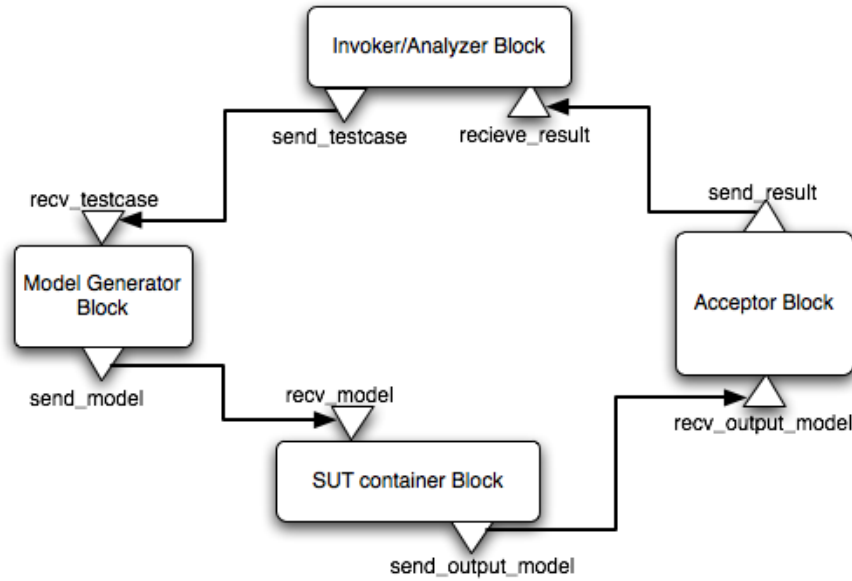 Invoker/Analyzer Block
send_testcase
recieve_result
recv_testcase
send_result
Model Generator
Block
Acceptor Block
send_model
recv_model
recv_output_model
SUT container Block
send_output_model